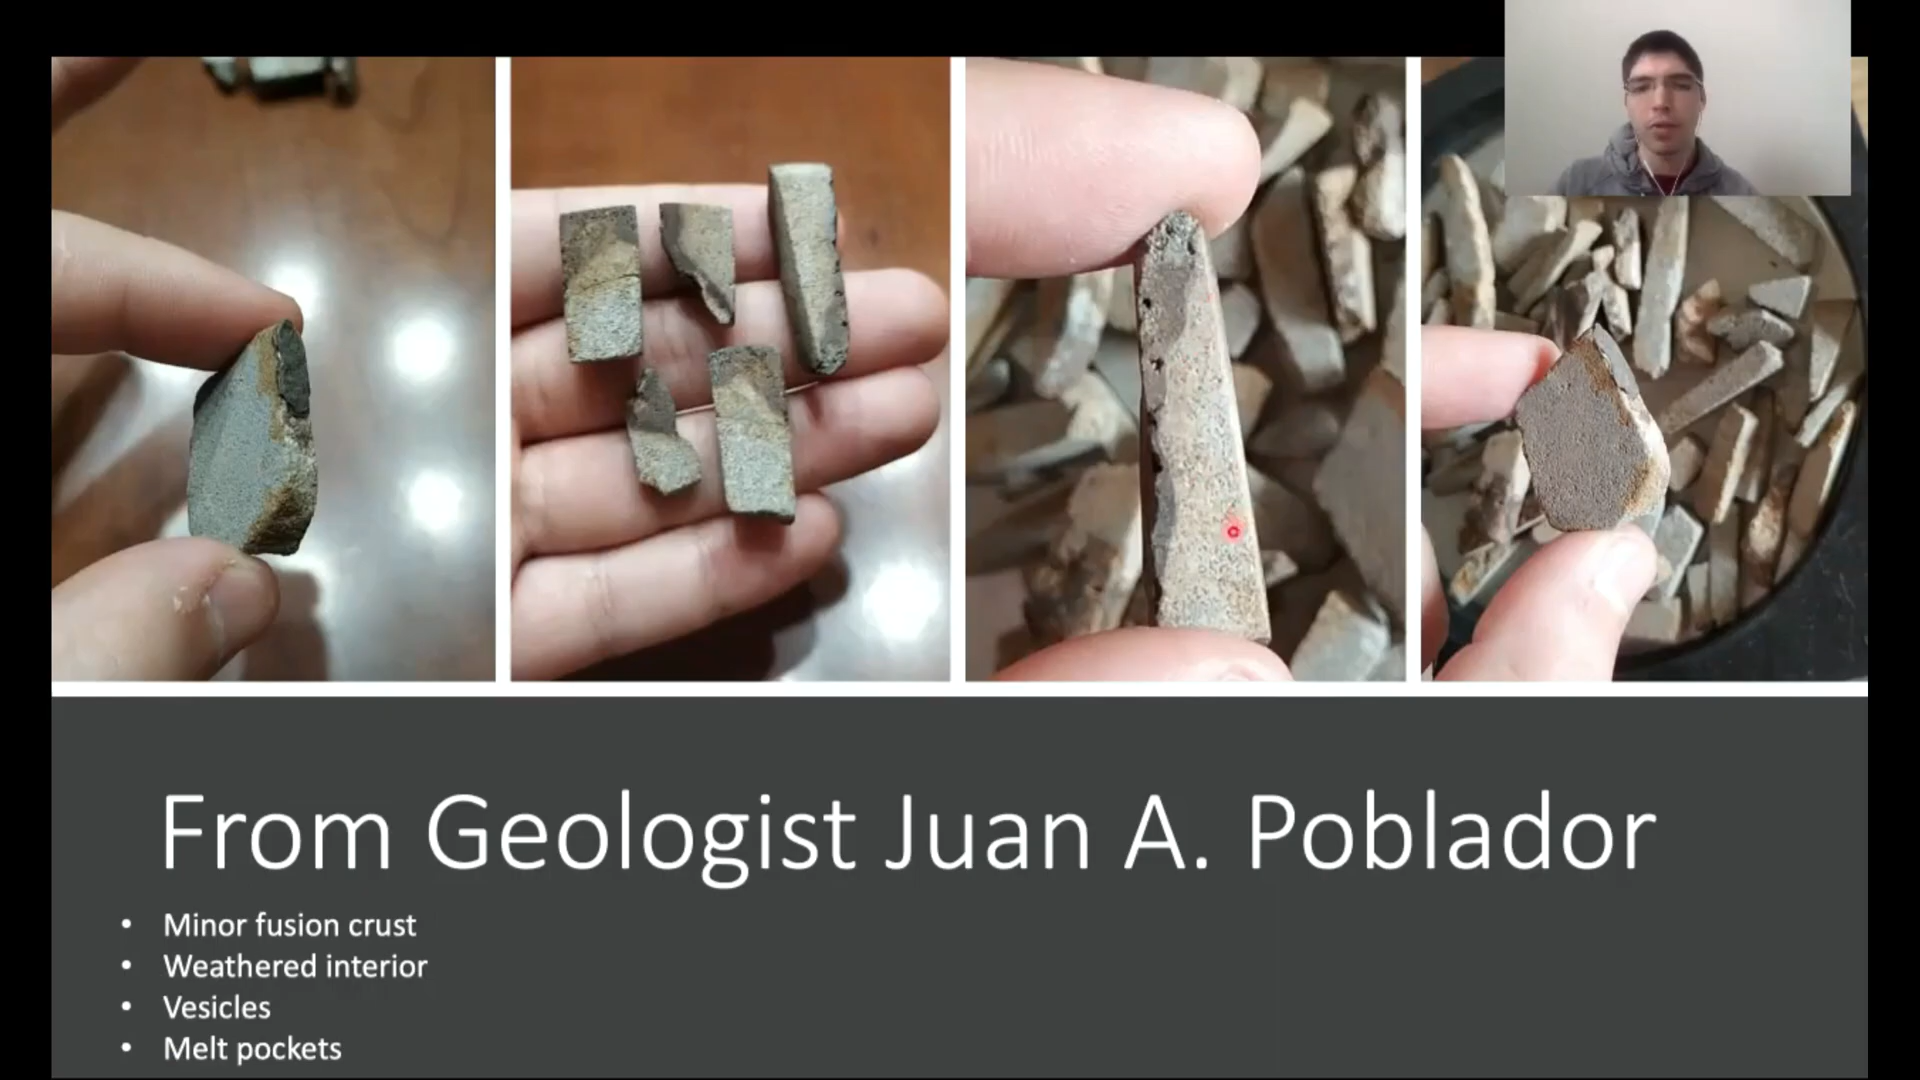 From Geologist Juan A. Poblador
• Minor fusion crust
• Weathered interior
• Vesicles
• Melt pockets